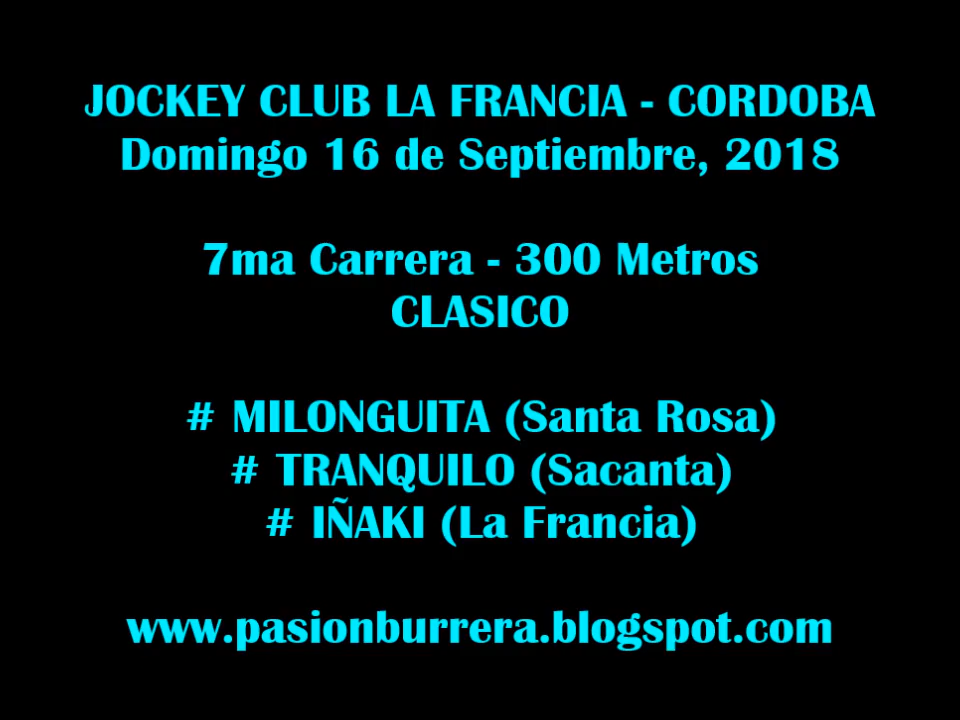 JOCKEY CLUB LA FRANCIA - CORDOBA
Domingo 16 de Septiembre, 2018
7ma Carrera - 300 Metros
CLASICO
# MILONGUITA (Santa Rosa)
# TRANQUILO (Sacanta)
# IÑAKI (La Francia)
www.pasionburrera.blogspot.com